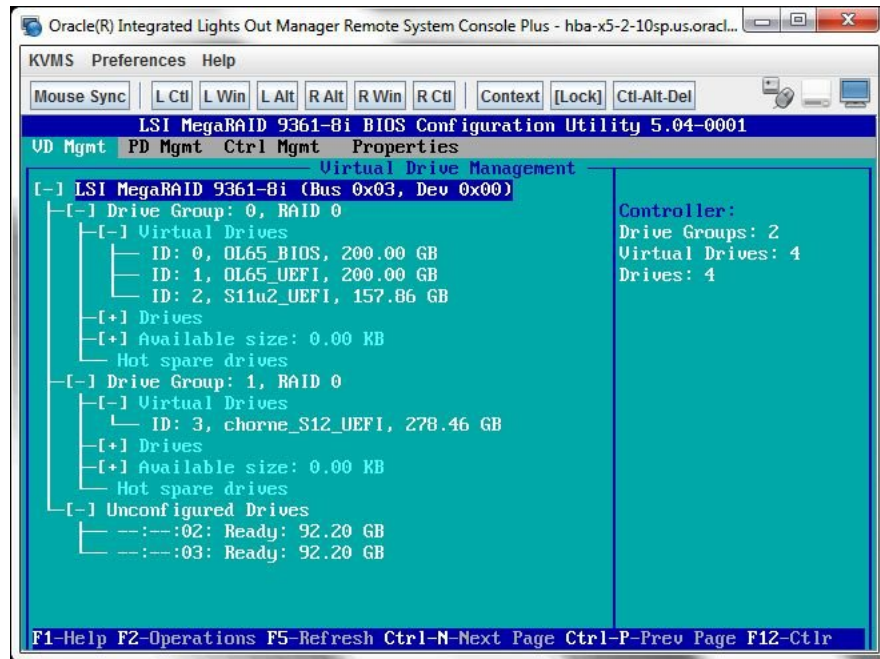 Oracle(R) Integrated Lights Out Manager Remote System Console Plus - hba-x5-2-10sp.us.oracl...
KVMS Preferences Help
Mouse Sync L Ctl L Win L Alt R Alt R Win R Ctl Context [Lock] Ctl-Alt-Del
LSI MegaRAID 9361-8i BIOS Configuration Utility 5.04-0001
VD Mgmt PD Mgmt Ctrl Mgmt Properties
Virtual Drive Management
[-] LSI MegaRAID 9361-8i (Bus 0x03, Dev 0x00)
[-] Drive Group: 0, RAID 0
[-] Virtual Drives
ID: 0, OL65_BIOS, 200.00 GB
ID: 1, OL65_UEFI, 200.00 GB
ID: 2, S11u2_UEFI, 157.86 GB
[+] Drives
[+] Available size: 0.00 KB
Hot spare drives
[-] Drive Group: 1, RAID 0
[-] Virtual Drives
ID: 3, chorne_S12_UEFI, 278.46 GB
[+] Drives
[+] Available size: 0.00 KB
Hot spare drives
[-] Unconfigured Drives
--:--:02: Ready: 92.20 GB
--:--:03: Ready: 92.20 GB
Controller:
Drive Groups: 2
Virtual Drives: 4
Drives: 4
F1-Help F2-Operations F5-Refresh Ctrl-N-Next Page Ctrl-P-Prev Page F12-Ctlr